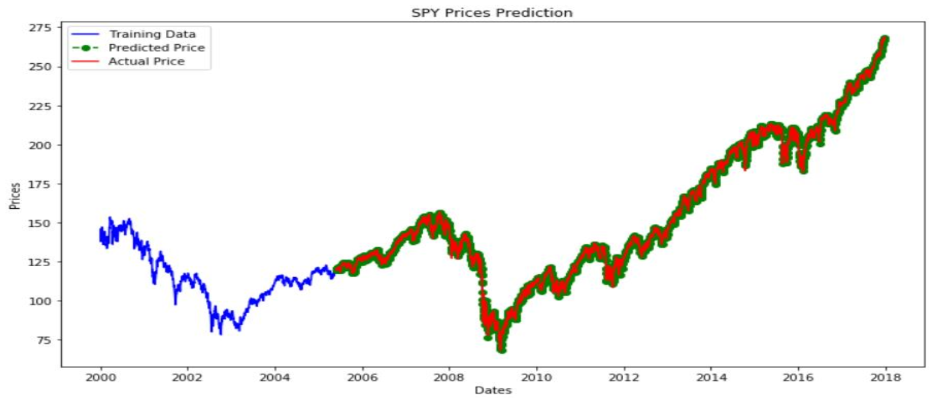 SPY Prices Prediction
Training Data
Predicted Price
Actual Price
275
250
225
200
175
150
125
100
75
Prices
2000 2002 2004 2006 2008 2010 2012 2014 2016 2018
Dates